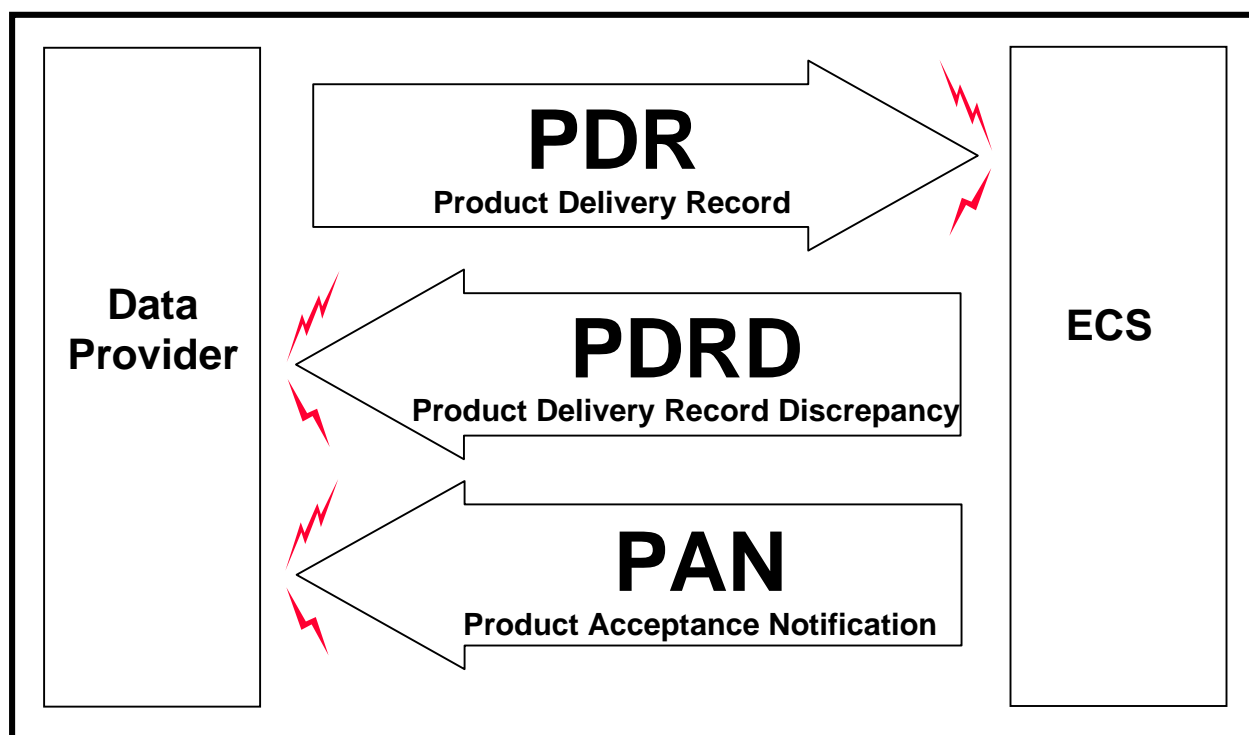 Data
Provider
PDR
Product Delivery Record
PDRD
Product Delivery Record Discrepancy
PAN
Product Acceptance Notification
ECS